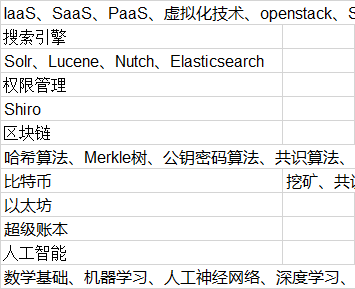 IaaS、SaaS、PaaS、虚拟化技术、openstack、S
搜索引擎
Solr、Lucene、Nutch、Elasticsearch
权限管理
Shiro
区块链
哈希算法、Merkle树、公钥密码算法、共识算法、
比特币 挖矿、共识
以太坊
超级账本
人工智能
数学基础、机器学习、人工神经网络、深度学习、